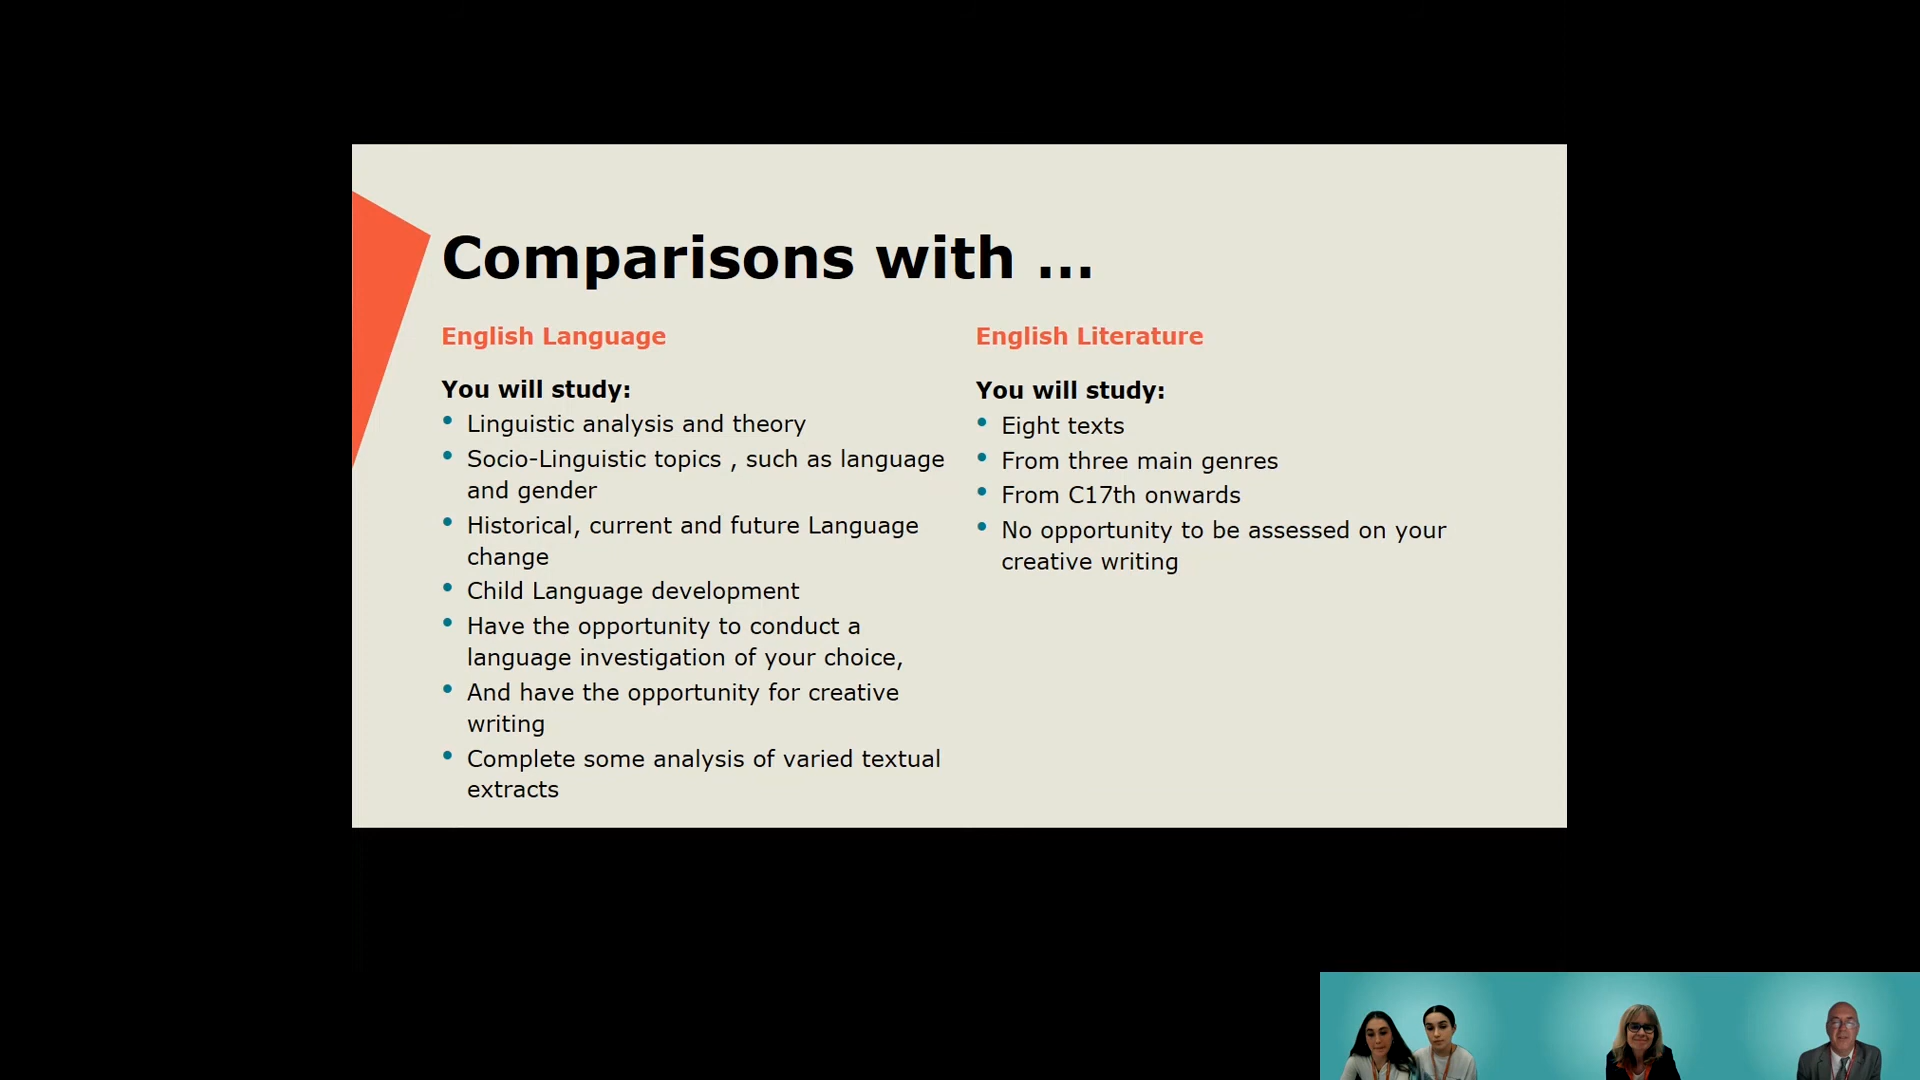 Comparisons with ...
English Language
You will study:
Linguistic analysis and theory
Socio-Linguistic topics , such as language
and gender
Historical, current and future Language
change
Child Language development
Have the opportunity to conduct a
language investigation of your choice,
And have the opportunity for creative
writing
Complete some analysis of varied textual
extracts
English Literature
You will study:
Eight texts
From three main genres
From C17th onwards
No opportunity to be assessed on your
creative writing